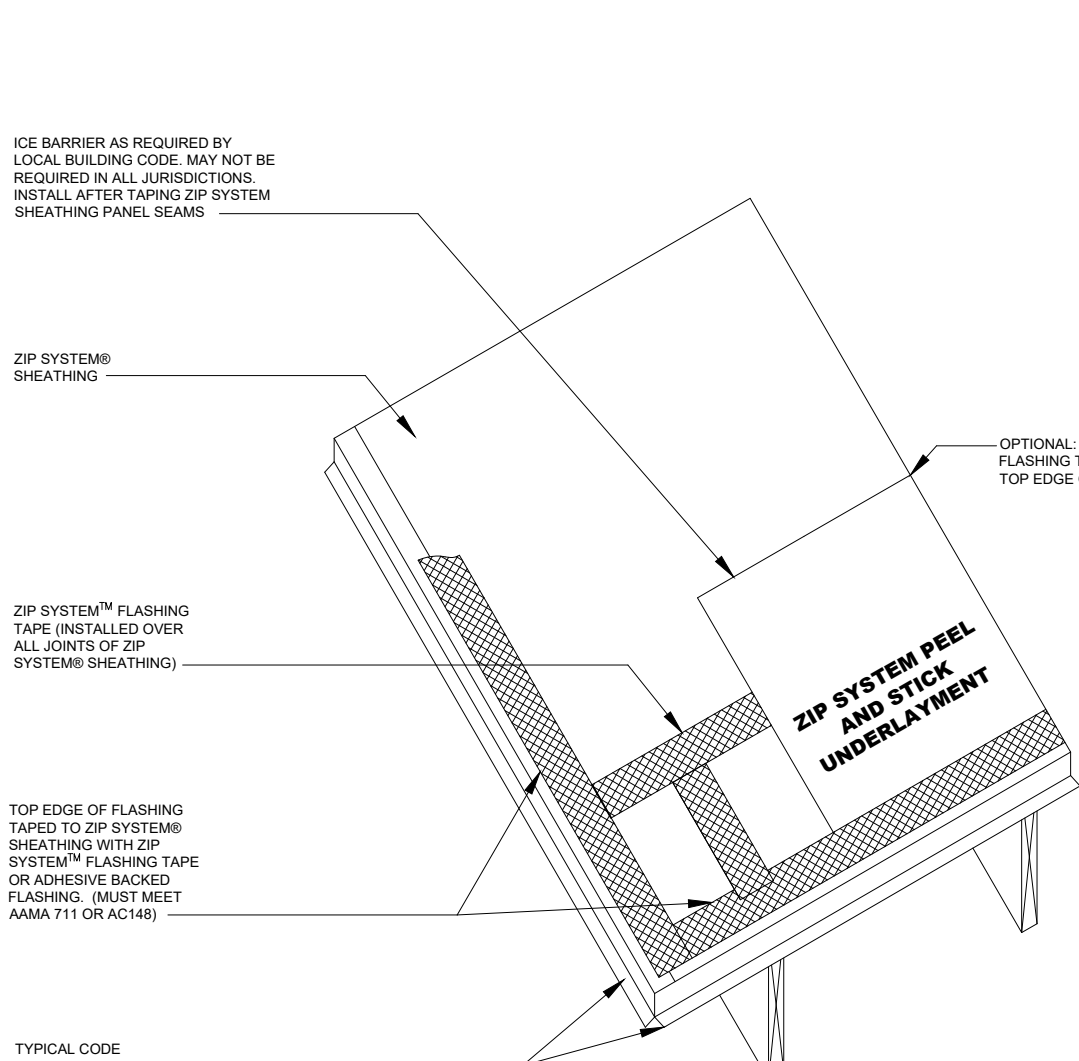 ICE BARRIER AS REQUIRED BY
LOCAL BUILDING CODE. MAY NOT BE
REQUIRED IN ALL JURISDICTIONS.
INSTALL AFTER TAPING ZIP SYSTEM
SHEATHING PANEL SEAMS
ZIP SYSTEM®
SHEATHING
OPTIONAL:
FLASHING T
TOP EDGE
ZIP SYSTEM™ FLASHING
TAPE (INSTALLED OVER
ALL JOINTS OF ZIP
SYSTEM® SHEATHING)
ZIP SYSTEM PEEL
AND STICK
UNDERLAYMENT
TOP EDGE OF FLASHING
TAPED TO ZIP SYSTEM®
SHEATHING WITH ZIP
SYSTEM™ FLASHING TAPE
OR ADHESIVE BACKED
FLASHING. (MUST MEET
AAMA 711 OR AC148)
TYPICAL CODE